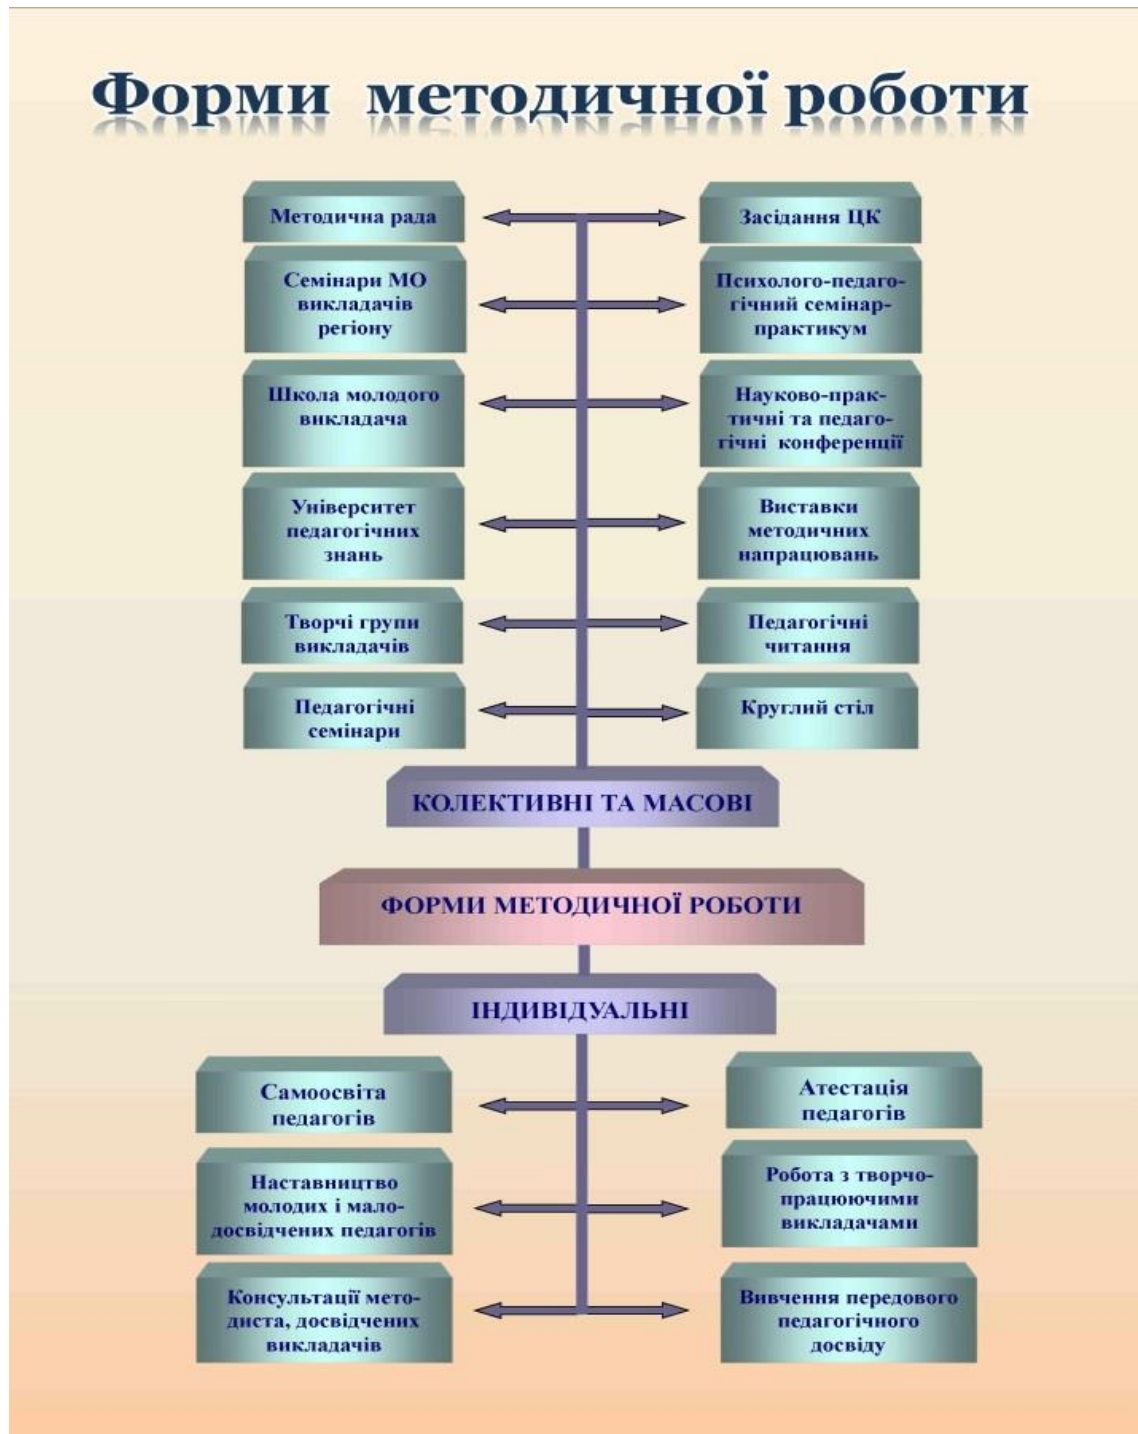 Форми методичної роботи
Методична рада
Засідання ЦК
Семінари МО
викладачів
регіону
Психолого-педаго-
гічний семінар-
практикум
Школа молодого
викладача
Науково-прак-
тичні та педаго-
гічні конференції
Університет
педагогічних
знань
Виставки
методичних
напрацювань
Творчі групи
викладачів
Педагогічні
читання
Педагогічні
семінари
Круглий стіл
КОЛЕКТИВНІ ТА МАСОВІ
ФОРМИ МЕТОДИЧНОЇ РОБОТИ
ІНДИВІДУАЛЬНІ
Самоосвіта
педагогів
Атестація
педагогів
Наставництво
молодих і мало-
досвідчених педагогів
Робота з творчо-
працюючими
викладачами
Консультації мето-
диста, досвідчених
викладачів
Вивчення передового
педагогічного
досвіду